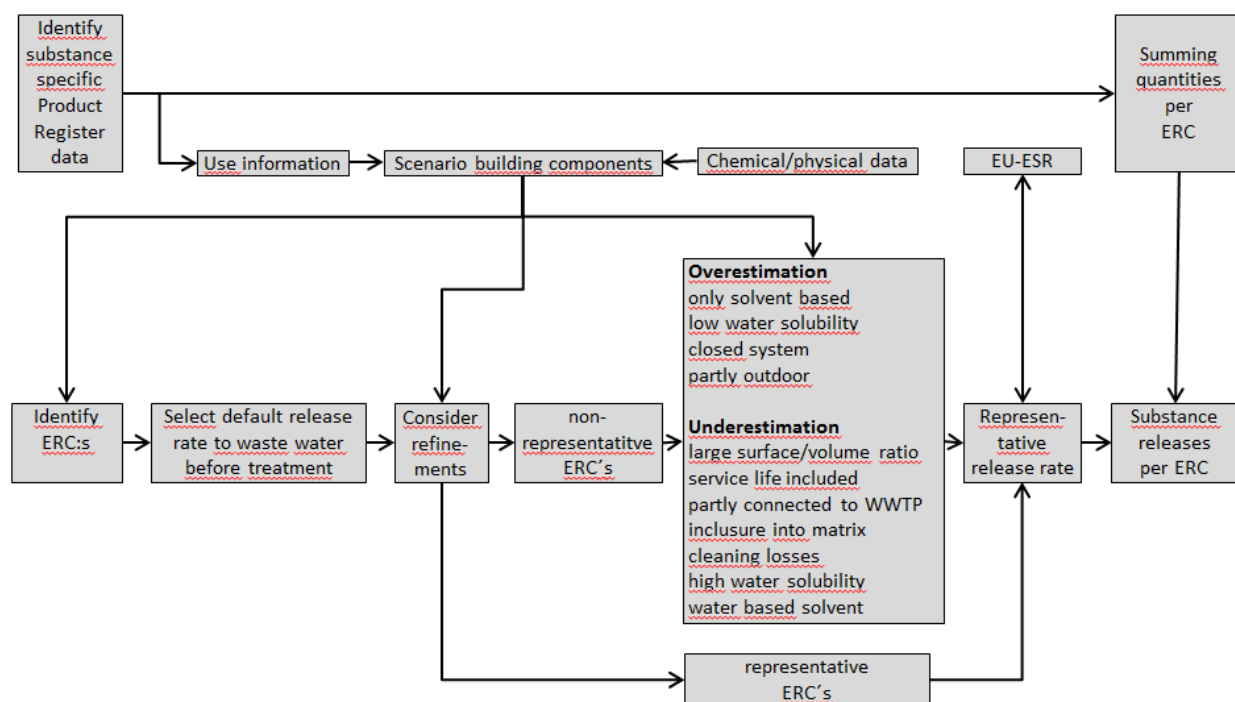 Identify
substance
specific
Product
Register
data
Summing
quantities
per
ERC
Use information
Scenario building components
Chemical/physical data
EU-ESR
Overestimation
only solvent based
low water solubility
closed system
partly outdoor
Underestimation
large surface/volume ratio
service life included
partly connected to WWTP
inclusure into matrix
cleaning losses
high water solubility
water based solvent
Identify
ERC:s
Select default release
rate to waste water
before treatment
Consider
refine-
ments
non-
representatitve
ERC´s
Represen-
tative
release rate
Substance
releases
per ERC
representative
ERC´s